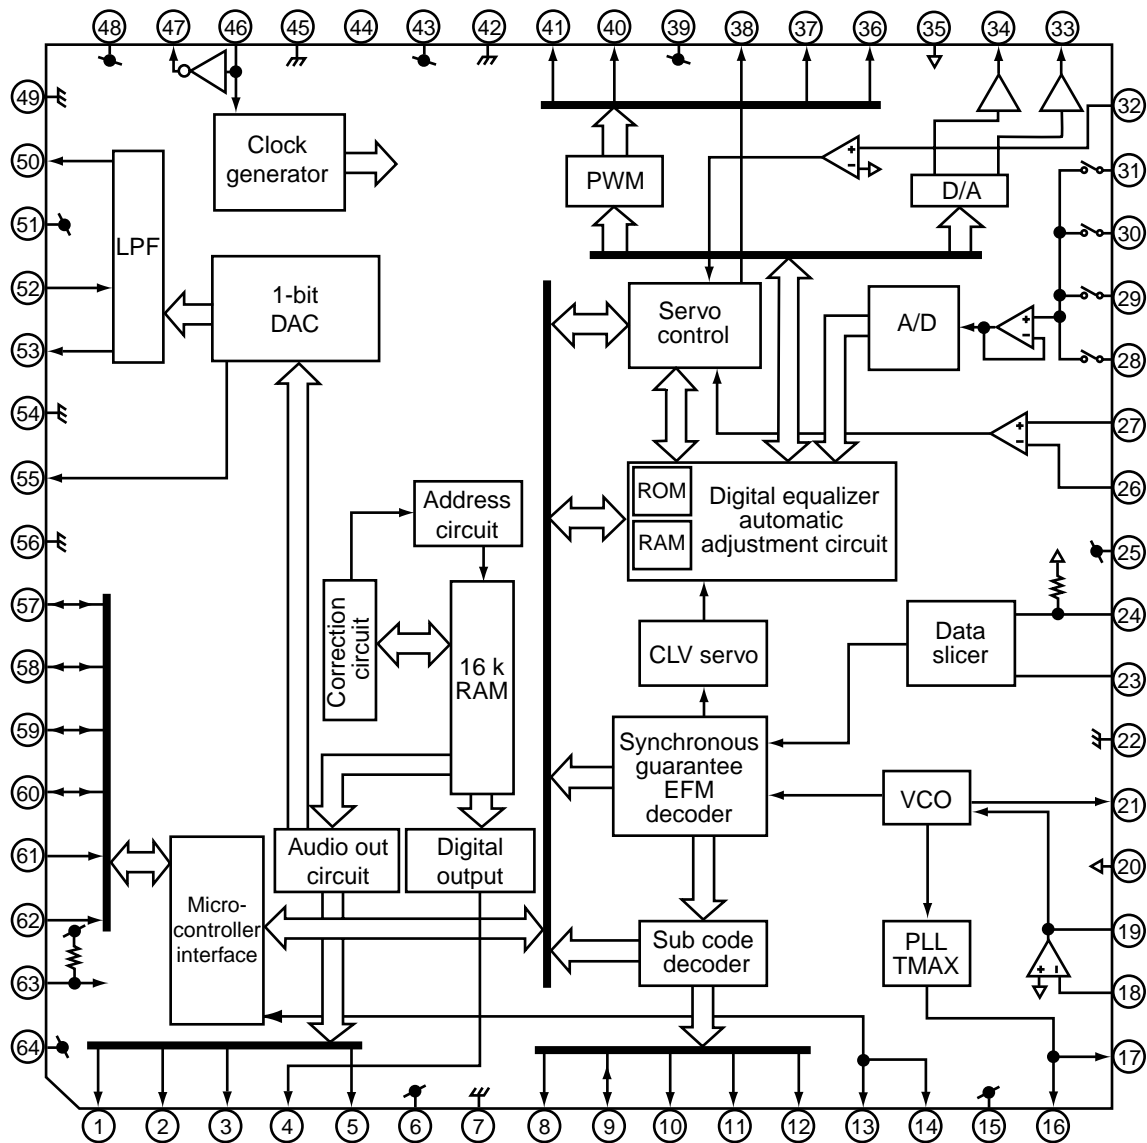 48 47 46 45 44 43 42 41 40 39 38 37 36 35 34 33
49
32
Clock
generator
50
PWM
+
-
D/A
31
51
LPF
30
52
1-bit
DAC
Servo
control
A/D
+
-
29
53
28
54
+
-
27
55
26
Address
circuit
ROM
RAM
Digital equalizer
automatic
adjustment circuit
56
25
57
Correction
circuit
16 k
RAM
CLV servo
Data
slicer
24
58
23
59
Synchronous
guarantee
EFM
decoder
22
60
VCO
21
61
Audio out
circuit
Digital
output
20
62
Micro-
controller
interface
Sub code
decoder
PLL
TMAX
+
-
19
63
18
64
17
1 2 3 4 5 6 7 8 9 10 11 12 13 14 15 16